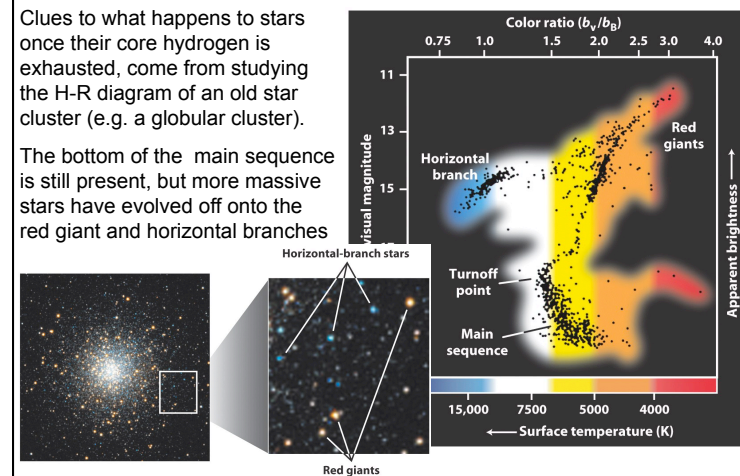 Clues to what happens to stars
once their core hydrogen is
exhausted, come from studying
the H-R diagram of an old star
cluster (e.g. a globular cluster).
The bottom of the main sequence
is still present, but more massive
stars have evolved off onto the
red giant and horizontal branches
Color ratio (bv/bB)
0.75 1.0 1.5 2.0 2.5 3.0 4.0
11
13
15
visual magnitude
Horizontal
branch
Red
giants
Turnoff
point
Main
sequence
Apparent brightness
15,000 7500 5000 4000
Surface temperature (K)
Horizontal-branch stars
Red giants